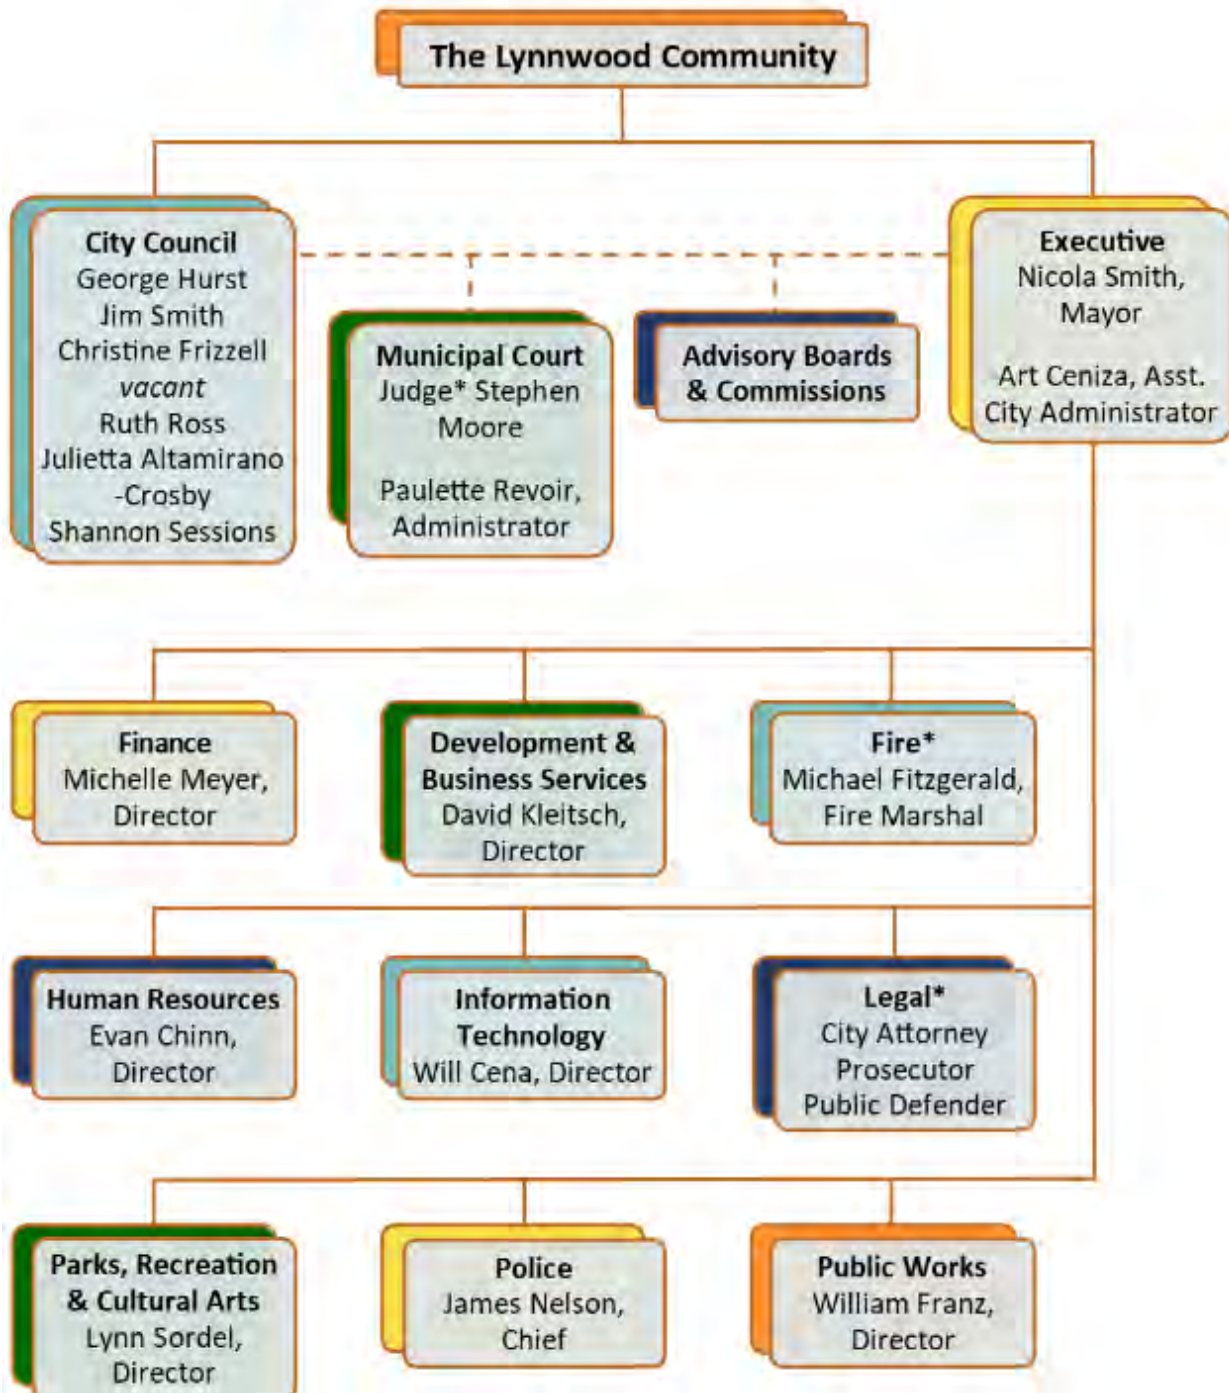 The Lynnwood Community
City Council
George Hurst
Jim Smith
Christine Frizzell
vacant
Ruth Ross
Julietta Altamirano
-Crosby
Shannon Sessions
Municipal Court
Judge* Stephen
Moore
Paulette Revoir,
Administrator
Advisory Boards
& Commissions
Executive
Nicola Smith,
Mayor
Art Ceniza, Asst.
City Administrator
Finance
Michelle Meyer,
Director
Development &
Business Services
David Kleitsch,
Director
Fire*
Michael Fitzgerald,
Fire Marshal
Human Resources
Evan Chinn,
Director
Information
Technology
Will Cena, Director
Legal*
City Attorney
Prosecutor
Public Defender
Parks, Recreation
& Cultural Arts
Lynn Sordel,
Director
Police
James Nelson,
Chief
Public Works
William Franz,
Director